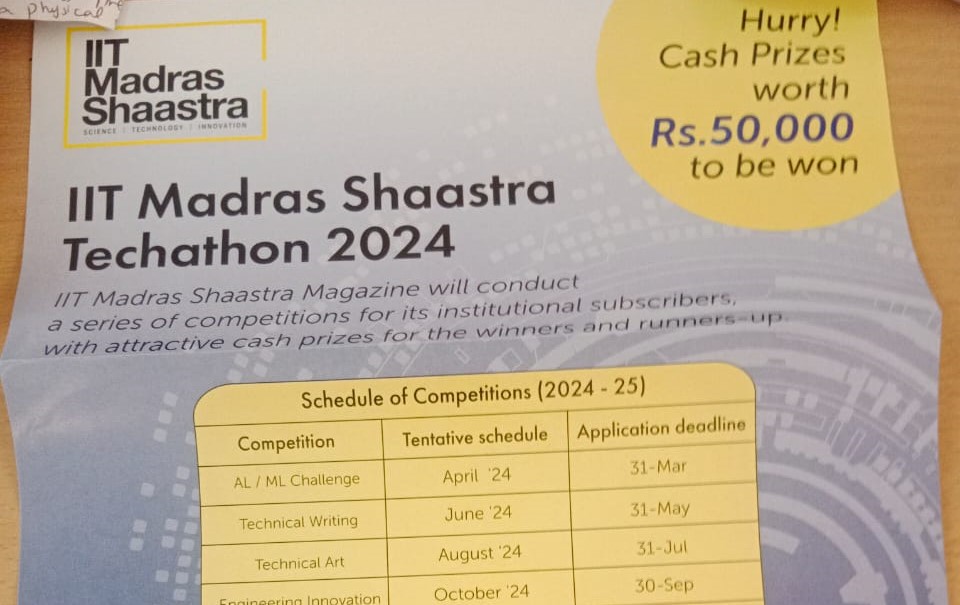 a physical
IIT
Madras
Shaastra
SCIENCE | TECHNOLOGY | INNOVATION
Hurry!
Cash Prizes
worth
Rs.50,000
to be won
IIT Madras Shaastra
Techathon 2024
IIT Madras Shaastra Magazine will conduct
a series of competitions for its institutional subscribers,
with attractive cash prizes for the winners and runners-up.
Schedule of Competitions (2024 - 25)
Competition Tentative schedule Application deadline
AL / ML Challenge April '24 31-Mar
Technical Writing June '24 31-May
Technical Art August '24 31-Jul
Engineering Innovation October '24 30-Sep